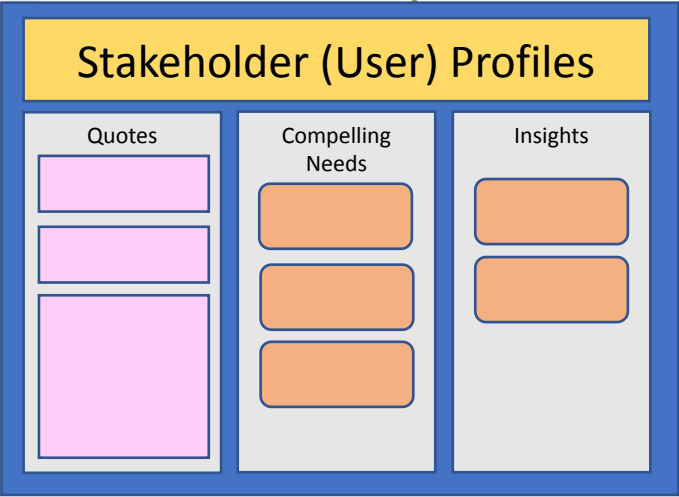 Stakeholder (User) Profiles
Quotes
Compelling
Needs
Insights